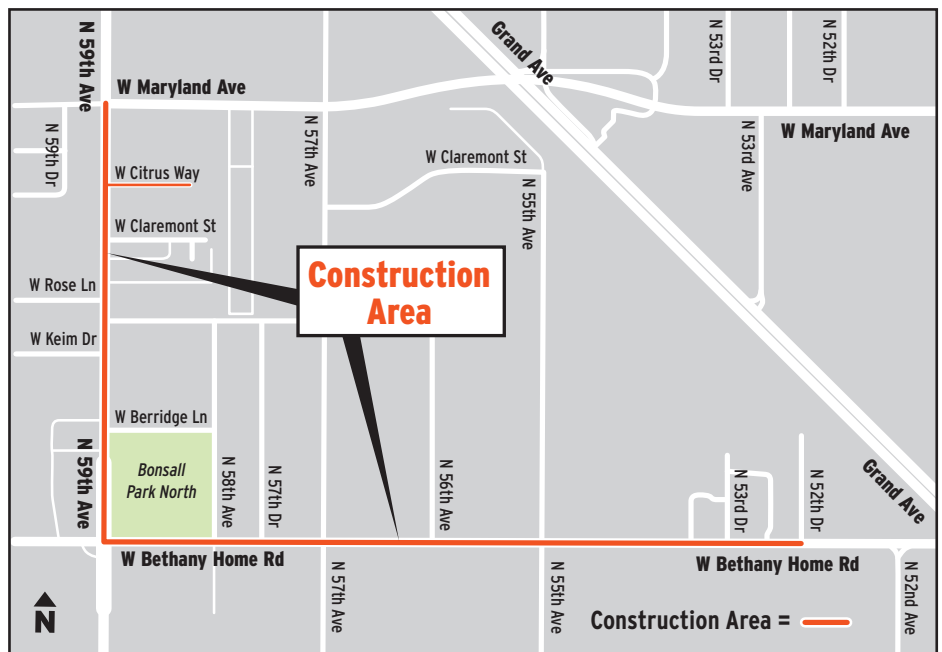 N 59th Ave
W Maryland Ave
Grand Ave
N 53rd Dr
N 52th Dr
N 59th Dr
W Citrus Way
N 57th Ave
W Claremont St
N 55th Ave
N 53rd Ave
W Maryland Ave
W Claremont St
W Rose Ln
Construction
Area
W Keim Dr
W Berridge Ln
N 59th Ave
Bonsall
Park North
N 58th Ave
N 57th Dr
N 56th Ave
N 53rd Dr
N 52th Dr
Grand Ave
W Bethany Home Rd
W Bethany Home Rd
N 57th Ave
N 55th Ave
N 52nd Ave
N
Construction Area =